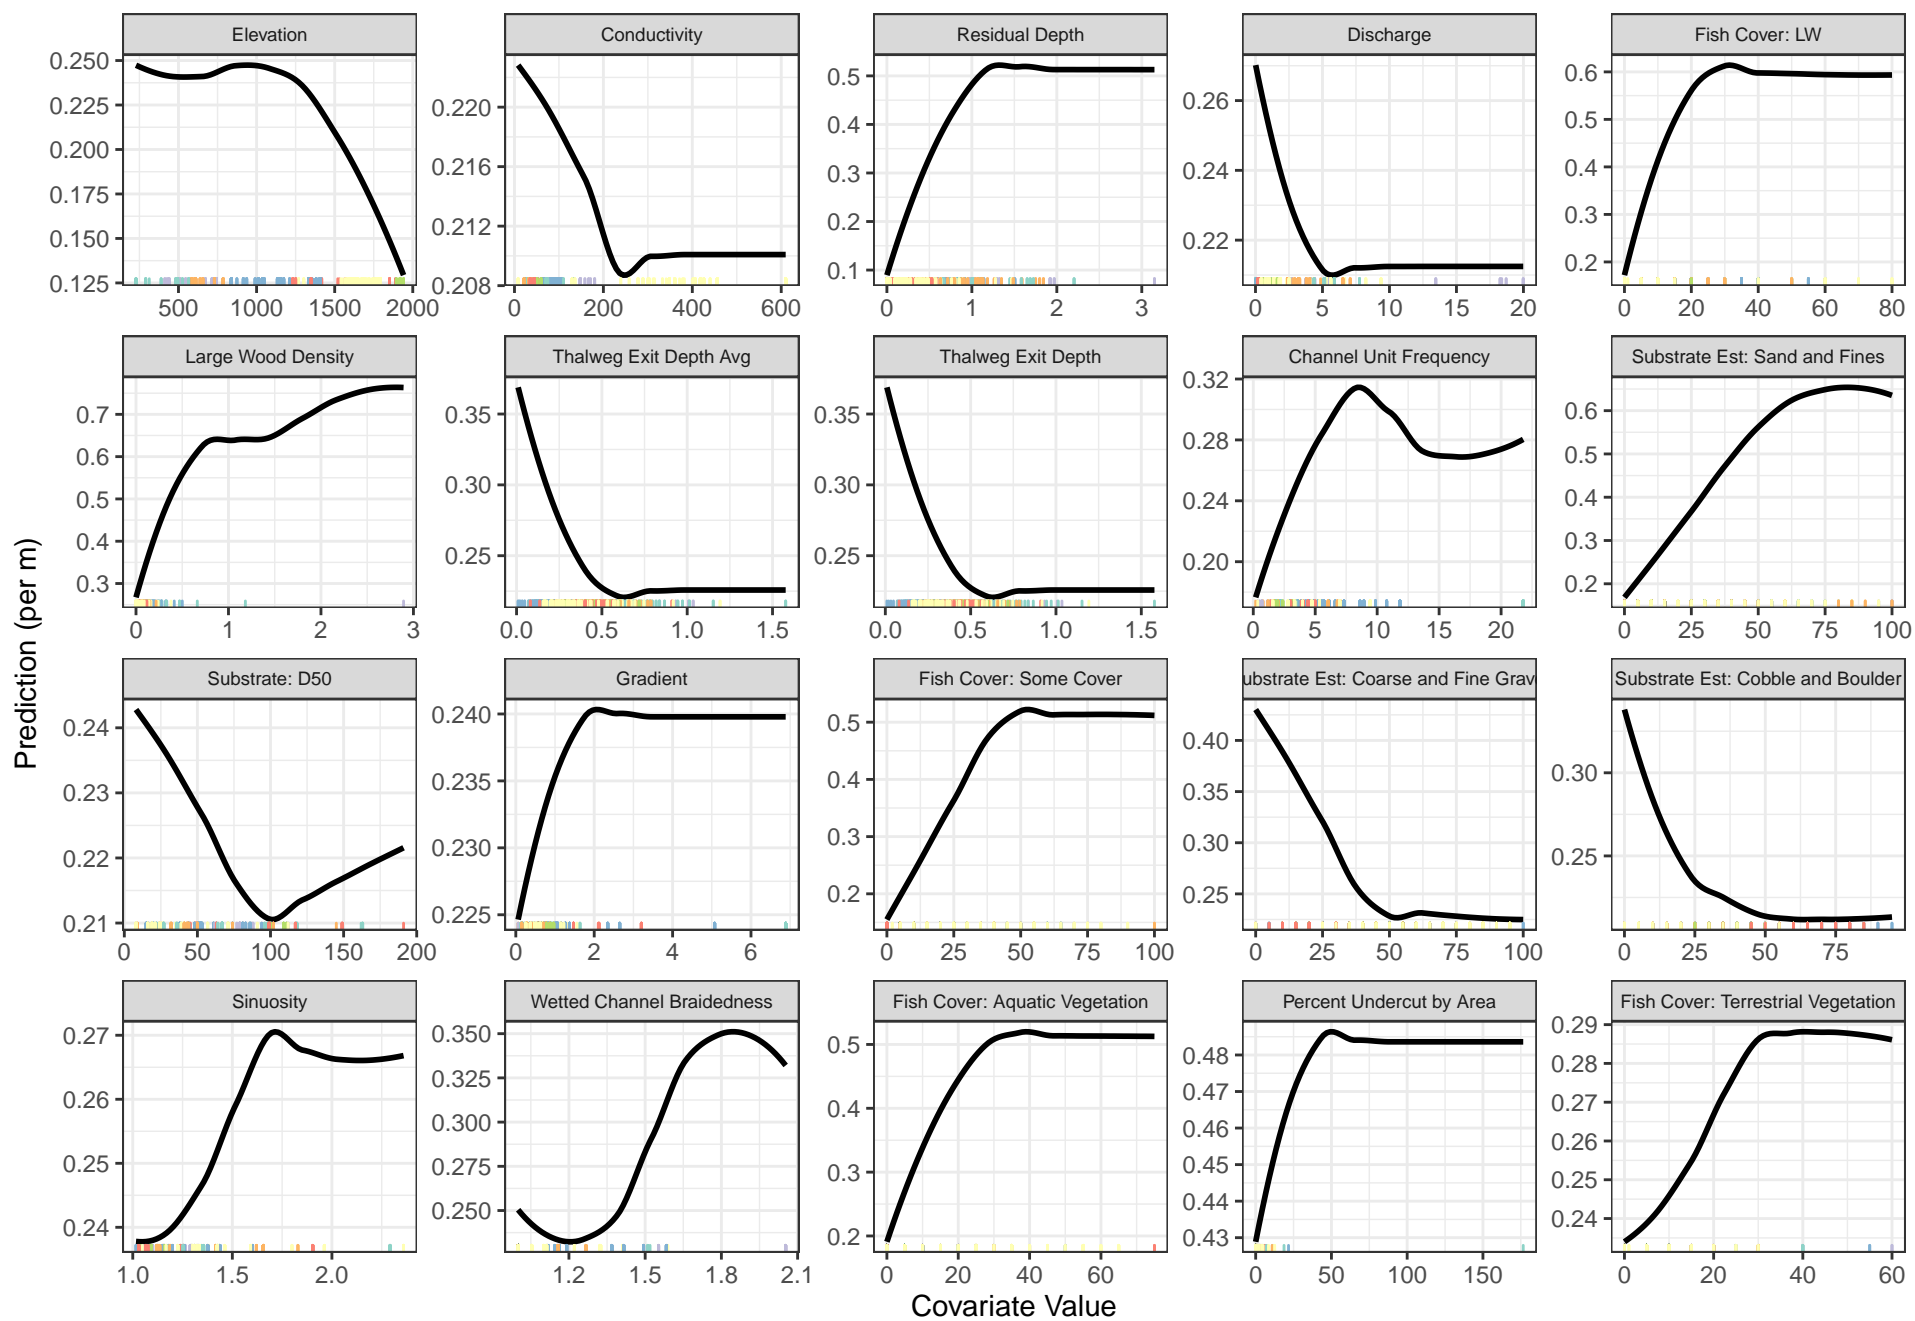 Elevation
Conductivity
Residual Depth
Discharge
Fish Cover: LW
0.250
0.225
0.200
0.175
0.150
0.125
0.220
0.216
0.212
0.208
0.5
0.4
0.3
0.2
0.1
0.26
0.24
0.22
0.6
0.5
0.4
0.3
0.2
500 1000 1500 2000
0 200 400 600
0 1 2 3
0 5 10 15 20
0 20 40 60 80
Large Wood Density
Thalweg Exit Depth Avg
Thalweg Exit Depth
Channel Unit Frequency
Substrate Est: Sand and Fines
0.7
0.6
0.5
0.4
0.3
0.35
0.30
0.25
0.35
0.30
0.25
0.32
0.28
0.24
0.20
0.6
0.5
0.4
0.3
0.2
0 1 2 3
0.0 0.5 1.0 1.5
0.0 0.5 1.0 1.5
0 5 10 15 20
0 25 50 75 100
Prediction (per m)
Substrate: D50
Gradient
Fish Cover: Some Cover
ubstrate Est: Coarse and Fine Grav
Substrate Est: Cobble and Boulder
0.24
0.23
0.22
0.21
0.240
0.235
0.230
0.225
0.5
0.4
0.3
0.2
0.40
0.35
0.30
0.25
0.30
0.25
0 50 100 150 200
0 2 4 6
0 25 50 75 100
0 25 50 75 100
0 25 50 75
Sinuosity
Wetted Channel Braidedness
Fish Cover: Aquatic Vegetation
Percent Undercut by Area
Fish Cover: Terrestrial Vegetation
0.27
0.26
0.25
0.24
0.350
0.325
0.300
0.275
0.250
0.5
0.4
0.3
0.2
0.48
0.47
0.46
0.45
0.44
0.43
0.29
0.28
0.27
0.26
0.25
0.24
1.0 1.5 2.0
1.2 1.5 1.8 2.1
0 20 40 60
0 50 100 150
0 20 40 60
Covariate Value